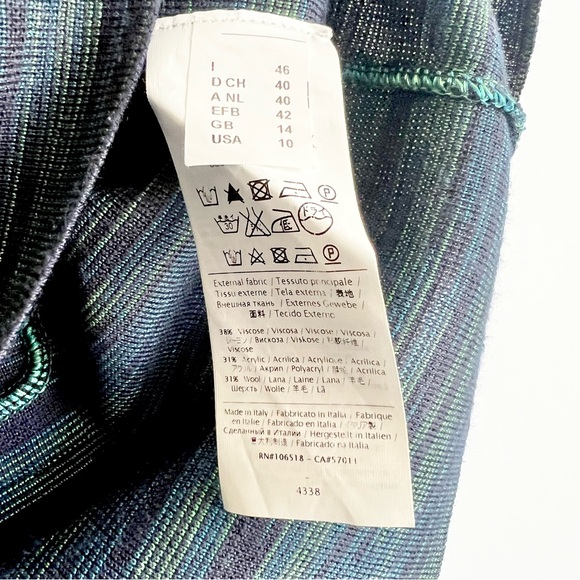 I 46
D CH 40
A NL 40
EFB 42
GB 14
USA 10
P
30
P
External fabric / Tessuto principale /
Tissu externe / Tela externa / 表地 /
Внешная ткань / Externes Gewebe /
面料 / Tecido Externo
38% Viscose / Viscosa / Viscose / Viscosa /
レーヨン / Вискоза / Viskose / 粘胶纤维 /
Viscose
31% Acrylic / Acrilica / Acrylique / Acrilica /
アクリル / Акрил / Polyacryl / 腈纶 / Acrílica
31% Wool / Lana / Laine / Lana / 羊毛 /
Шерсть / Wolle / 羊毛 / Lã
Made in Italy / Fabbricato in Italia / Fabrique
en Italie / Fabricado en Italia / イタリア製 /
Сделанный в Италии / Hergestellt in Italien /
意大利制造 / Fabricado na Italia
RN#106518 - CA#57011
-
4338